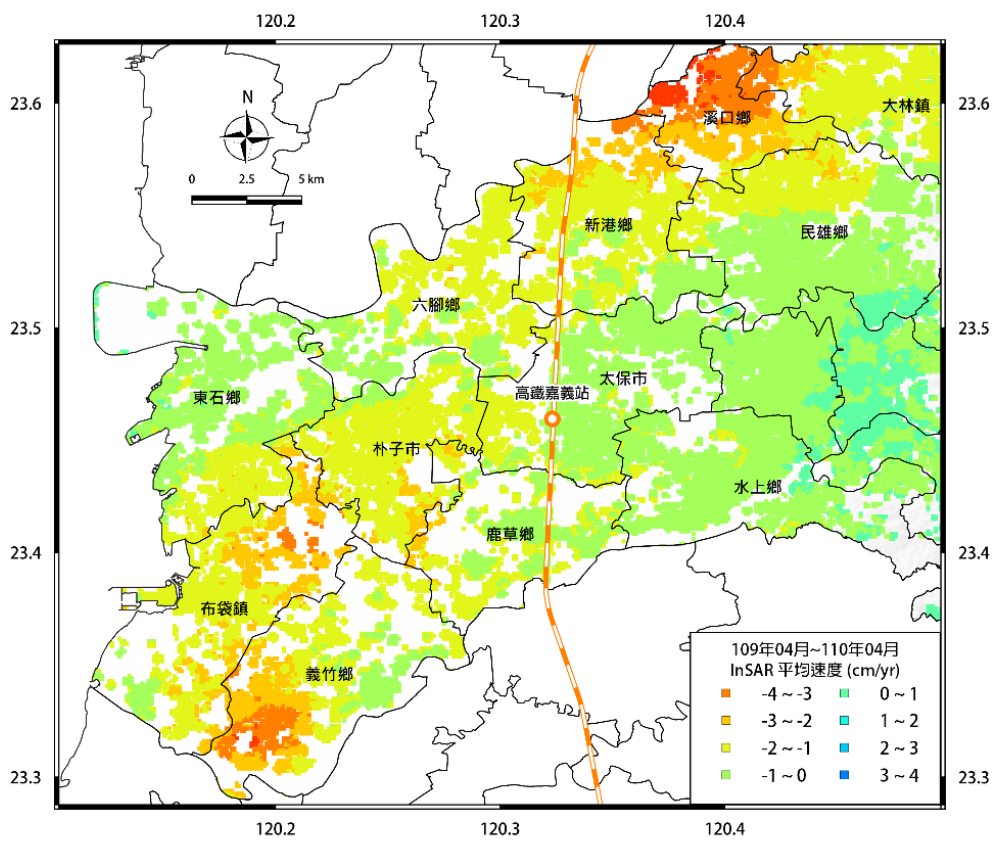 120.2 120.3 120.4
23.6 23.6
N
0 2.5 5 km
溪口鄉
大林鎮
新港鄉
民雄鄉
六腳鄉
23.5 23.5
太保市
高鐵嘉義站
東石鄉
朴子市
水上鄉
鹿草鄉
23.4 23.4
布袋鎮
義竹鄉
109年04月~110年04月
InSAR 平均速度 (cm/yr)
-4 ~ -3 0 ~ 1
-3 ~ -2 1 ~ 2
-2 ~ -1 2 ~ 3
-1 ~ 0 3 ~ 4
23.3 23.3
120.2 120.3 120.4